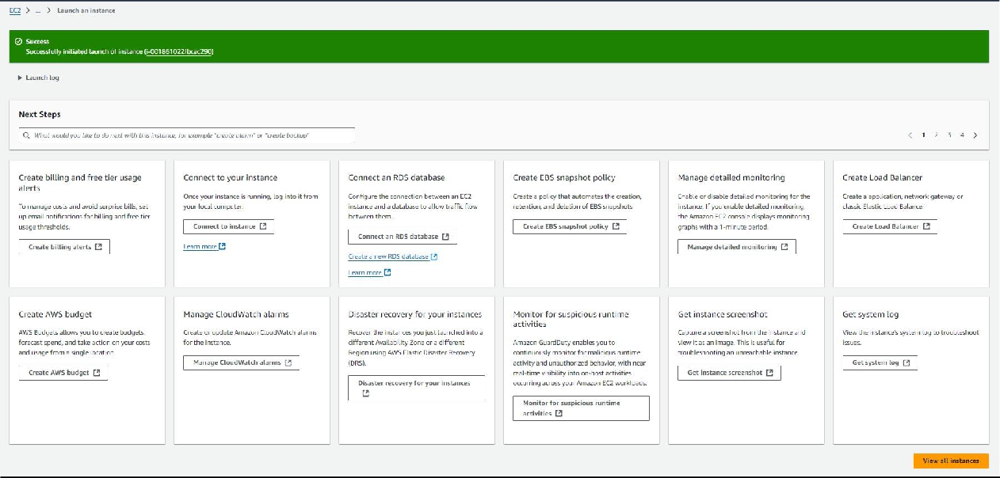 EC2 > ... > Launch an instance
Success
Successfully initiated launch of instance (i-001861022fbcac290)
Launch log
Next Steps
What would you like to do next with this instance, for example "create alarm" or "create backup"
1 2 3 4
Create billing and free tier usage
alerts
To manage costs and avoid surprise bills, set
up email notifications for billing and free tier
usage thresholds.
Create billing alerts
Connect to your instance
Once your instance is running, log into it from
your local computer.
Connect to instance
Learn more
Connect an RDS database
Configure the connection between an EC2
instance and a database to allow traffic flow
between them.
Connect an RDS database
Create a new RDS database
Learn more
Create EBS snapshot policy
Create a policy that automates the creation,
retention, and deletion of EBS snapshots
Create EBS snapshot policy
Manage detailed monitoring
Enable or disable detailed monitoring for the
instance. If you enable detailed monitoring,
the Amazon EC2 console displays monitoring
graphs with a 1-minute period.
Manage detailed monitoring
Create Load Balancer
Create a application, network gateway or
classic Elastic Load Balancer
Create Load Balancer
Create AWS budget
AWS Budgets allows you to create budgets,
forecast spend, and take action on your costs
and usage from a single location.
Create AWS budget
Manage CloudWatch alarms
Create or update Amazon CloudWatch alarms
for the instance.
Manage CloudWatch alarms
Disaster recovery for your instances
Recover the instances you just launched into a
different Availability Zone or a different
Region using AWS Elastic Disaster Recovery
(DRS).
Disaster recovery for your instances
Monitor for suspicious runtime
activities
Amazon GuardDuty enables you to
continuously monitor for malicious runtime
activity and unauthorized behavior, with near
real-time visibility into on-host activities
occurring across your Amazon EC2 workloads.
Monitor for suspicious runtime
activities
Get instance screenshot
Capture a screenshot from the instance and
view it as an image. This is useful for
troubleshooting an unreachable instance.
Get instance screenshot
Get system log
View the instance's system log to troubleshoot
issues.
Get system log
View all instances